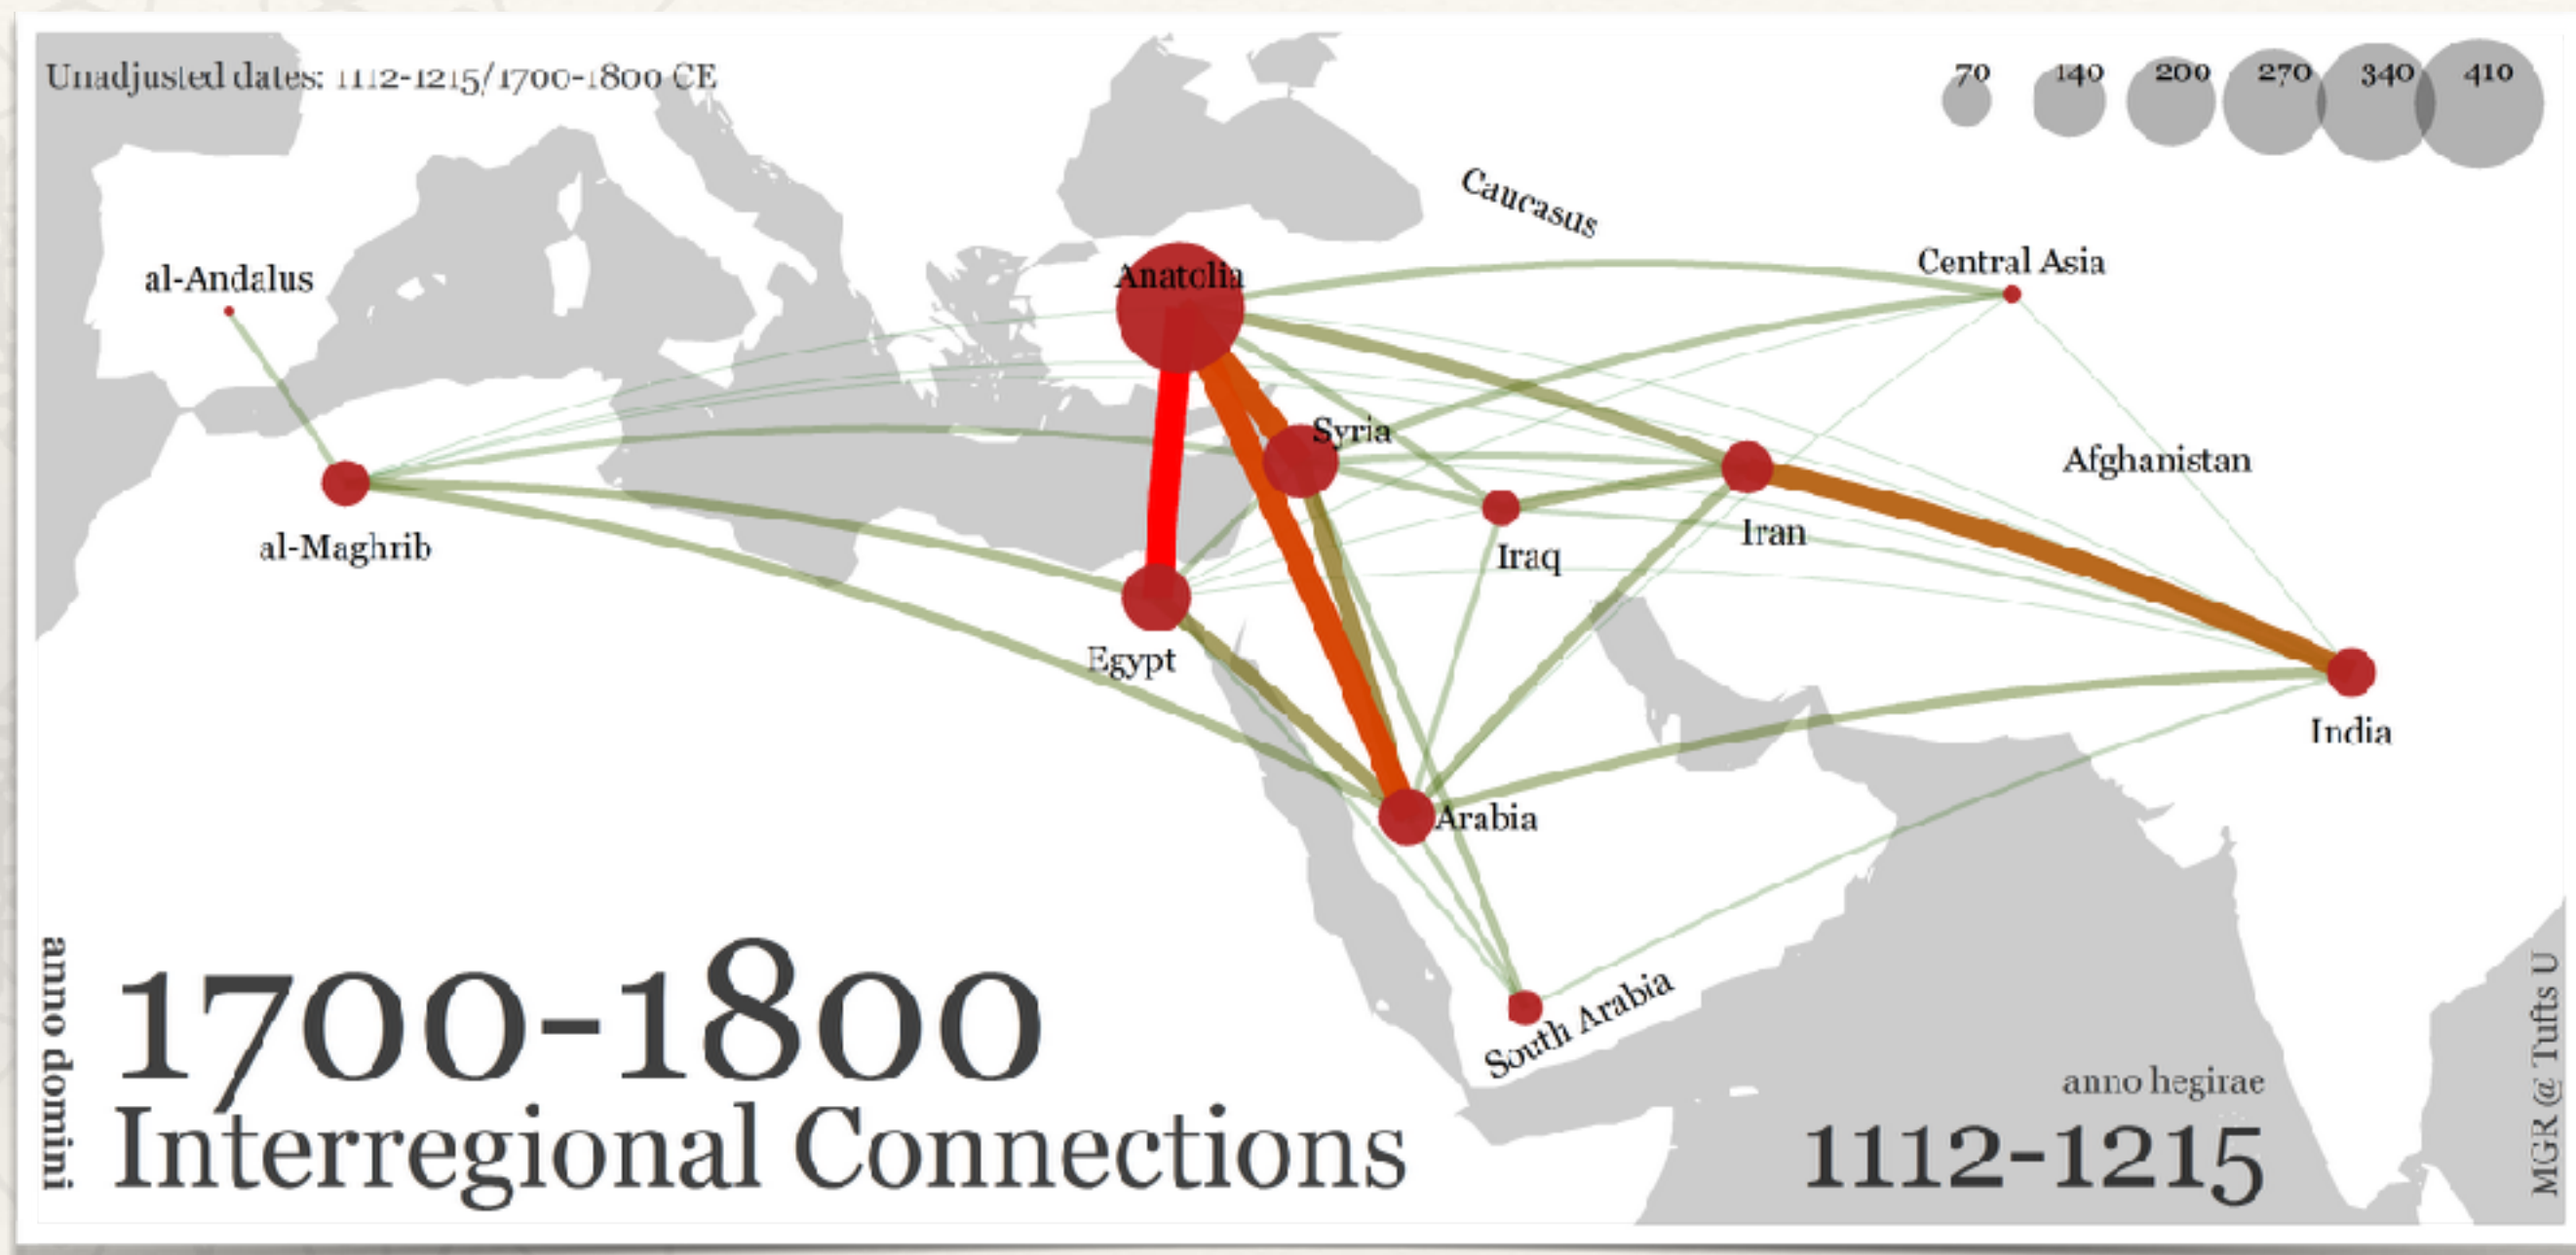 Unadjusted dates: 1112-1215/1700-1800 CE
70 140 200 270 340 410
Caucasus
Central Asia
al-Andalus
Anatolia
Syria
Afghanistan
al-Maghrib
Iran
Iraq
Egypt
India
Arabia
South Arabia
anno domini
1700-1800
Interregional Connections
anno hegirae
1112-1215
MGR @ Tufts U